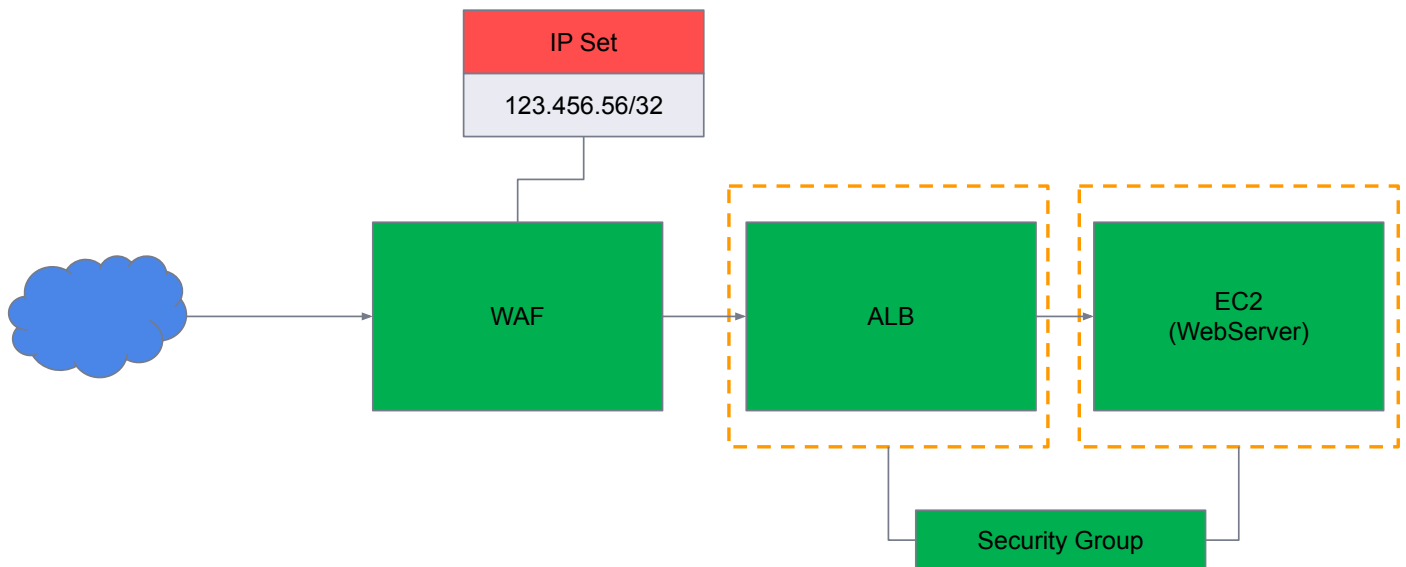 IP Set
123.456.56/32
WAF
ALB
EC2
(WebServer)
Security Group